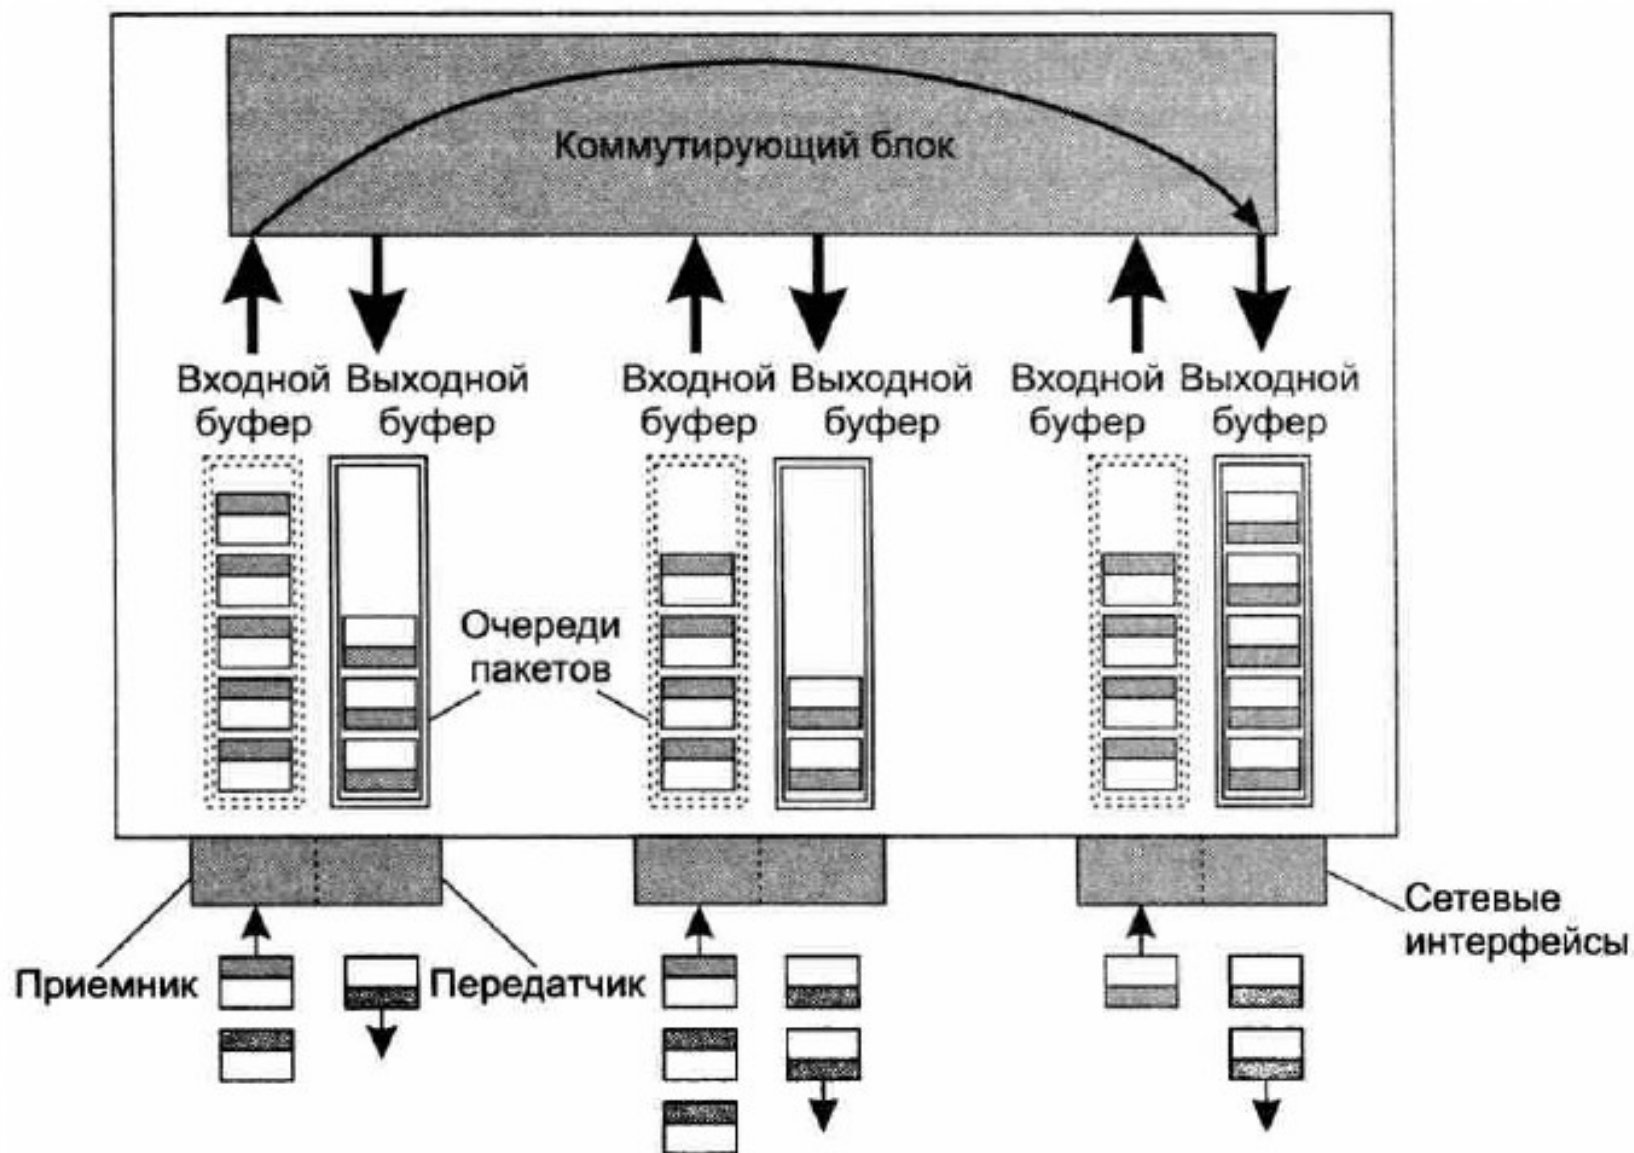 Коммутирующий блок
Входной Выходной
буфер буфер
Входной Выходной
буфер буфер
Входной Выходной
буфер буфер
Очереди
пакетов
Приемник
Передатчик
Сетевые
интерфейсы